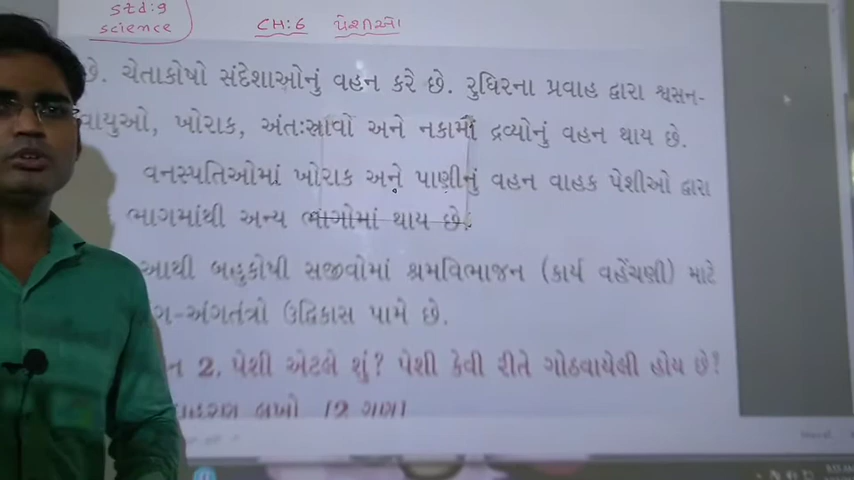 std:9
science
CH:6 પેશીઓ
છે. ચેતાકોષો સંદેશાઓનું વહન કરે છે. રુધિરના પ્રવાહ દ્વારા શ્વસન-
વાયુઓ, ખોરાક, અંતઃસ્રાવો અને નકામાં દ્રવ્યોનું વહન થાય છે.
વનસ્પતિઓમાં ખોરાક અને પાણીનું વહન વાહક પેશીઓ દ્વારા
ભાગમાંથી અન્ય ભાગોમાં થાય છે.
આથી બહુકોષી સજીવોમાં શ્રમવિભાજન (કાર્ય વહેંચણી) માટે
-અંગતંત્રો ઉદ્વિકાસ પામે છે.
ન 2. પેશી એટલે શું? પેશી કેવી રીતે ગોઠવાયેલી હોય છે?
લખો